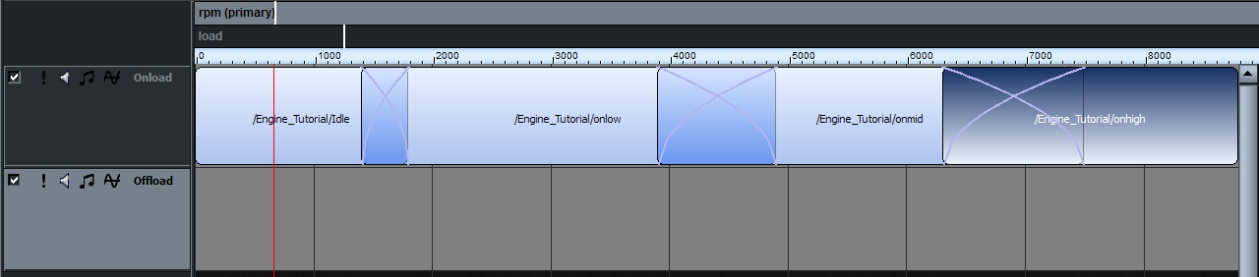 rpm (primary)
load
0 1000 2000 3000 4000 5000 6000 7000 8000
Onload
/Engine_Tutorial/Idle /Engine_Tutorial/onlow /Engine_Tutorial/onmid /Engine_Tutorial/onhigh
Offload